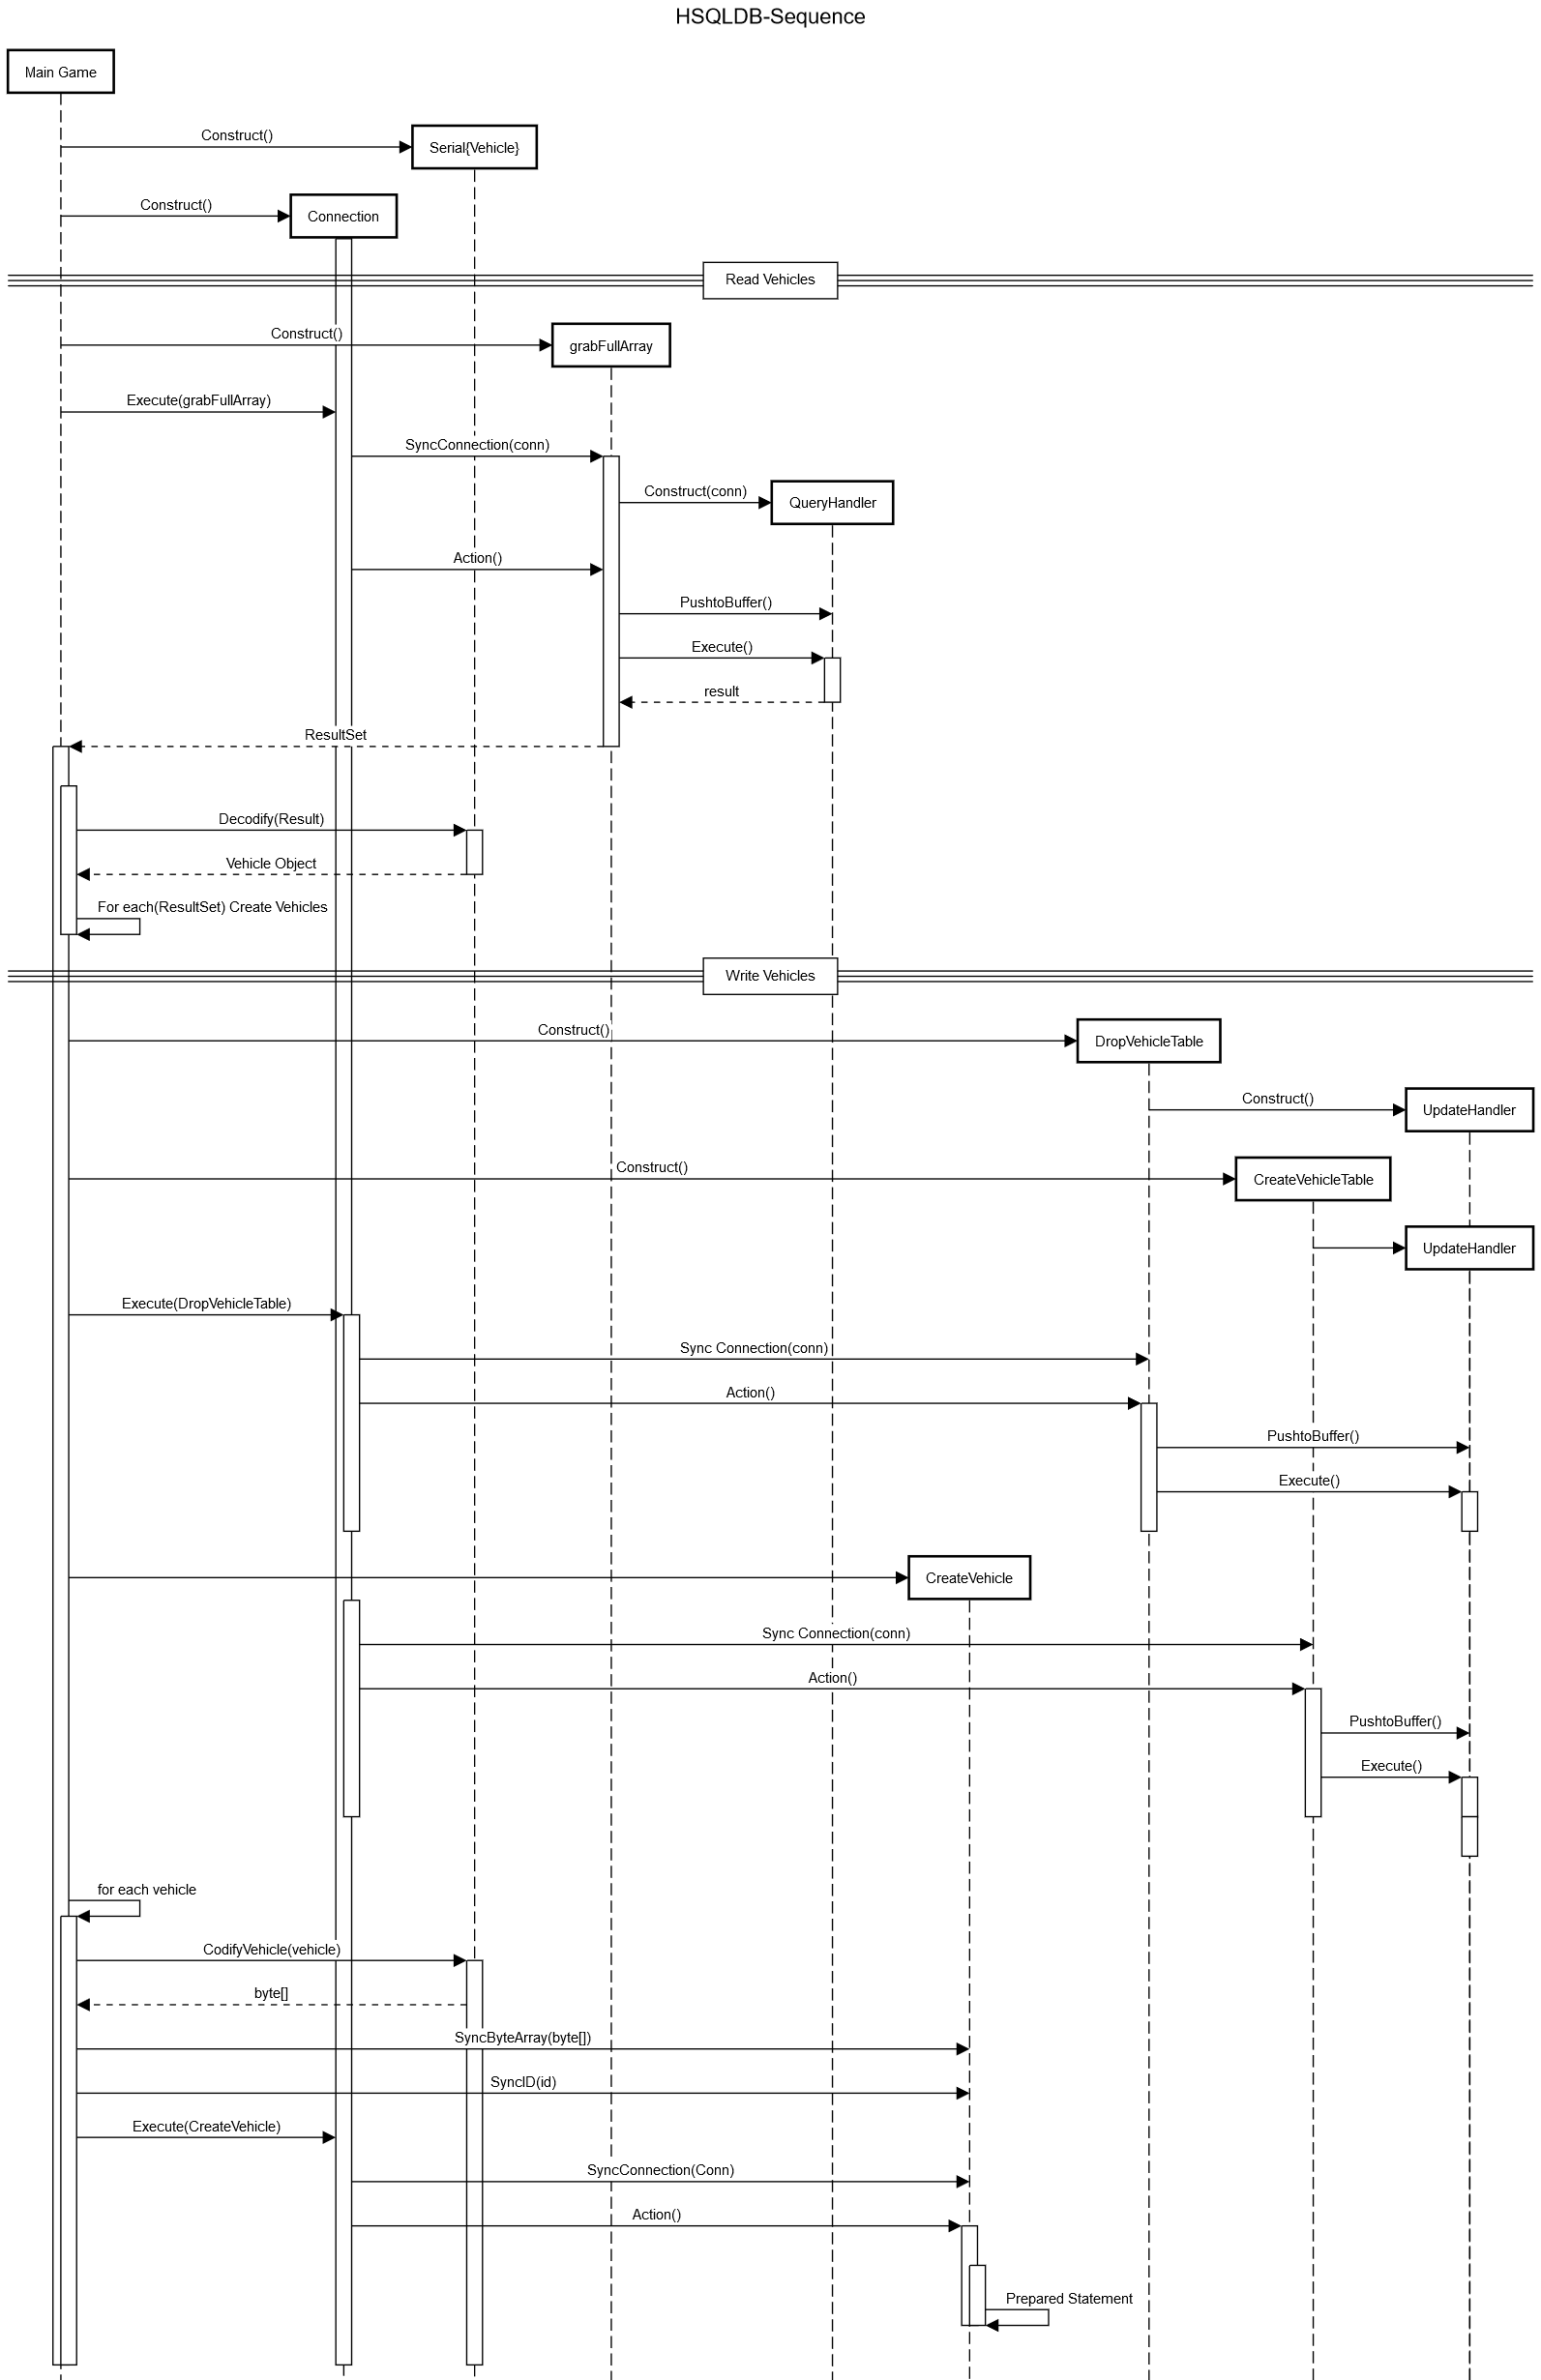 HSQLDB-Sequence
Main Game
Construct()
Serial{Vehicle}
Construct()
Connection
Read Vehicles
Construct()
grabFullArray
Execute(grabFullArray)
SyncConnection(conn)
Construct(conn)
QueryHandler
Action()
PushtoBuffer()
Execute()
result
ResultSet
Decodify(Result)
Vehicle Object
For each(ResultSet) Create Vehicles
Write Vehicles
Construct()
DropVehicleTable
Construct()
UpdateHandler
Construct()
CreateVehicleTable
UpdateHandler
Execute(DropVehicleTable)
Sync Connection(conn)
Action()
PushtoBuffer()
Execute()
CreateVehicle
Sync Connection(conn)
Action()
PushtoBuffer()
Execute()
for each vehicle
CodifyVehicle(vehicle)
byte[]
SyncByteArray(byte[])
SyncID(id)
Execute(CreateVehicle)
SyncConnection(Conn)
Action()
Prepared Statement